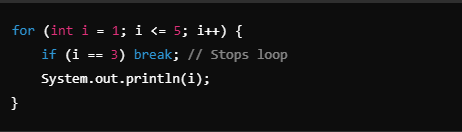 for (int i = 1; i <= 5; i++) {
    if (i == 3) break; // Stops loop
    System.out.println(i);
}